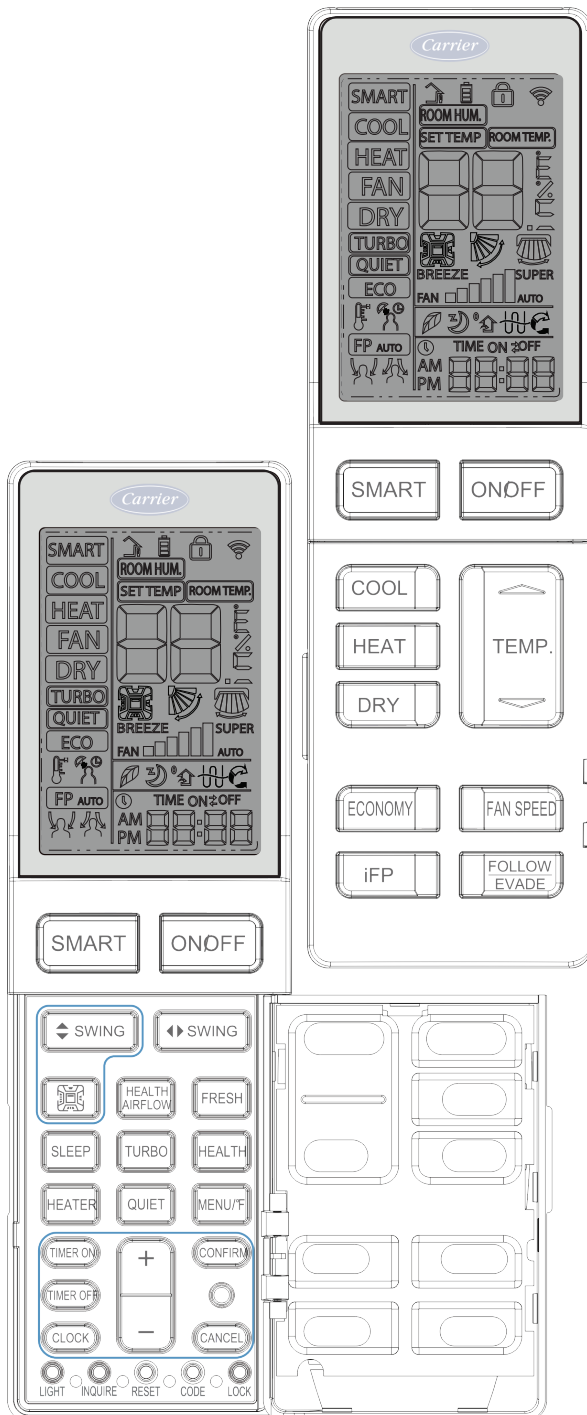 Carrier
SMART
ROOM HUM.
COOL
SET TEMP ROOM TEMP.
HEAT
FAN
DRY
TURBO
QUIET
BREEZE SUPER
ECO
FAN AUTO
FP AUTO
TIME ON OFF
AM
PM
SMART ON/OFF
COOL
HEAT TEMP.
DRY
ECONOMY FAN SPEED
iFP FOLLOW
EVADE
Carrier
SMART
ROOM HUM.
COOL
SET TEMP ROOM TEMP.
HEAT
FAN
DRY
TURBO
QUIET
BREEZE SUPER
ECO
FAN AUTO
FP AUTO
TIME ON OFF
AM
PM
SMART ON/OFF
SWING SWING
HEALTH
AIRFLOW FRESH
SLEEP TURBO HEALTH
HEATER QUIET MENU/°F
TIMER ON + CONFIRM
TIMER OFF
CLOCK − CANCEL
LIGHT INQUIRE RESET CODE LOCK